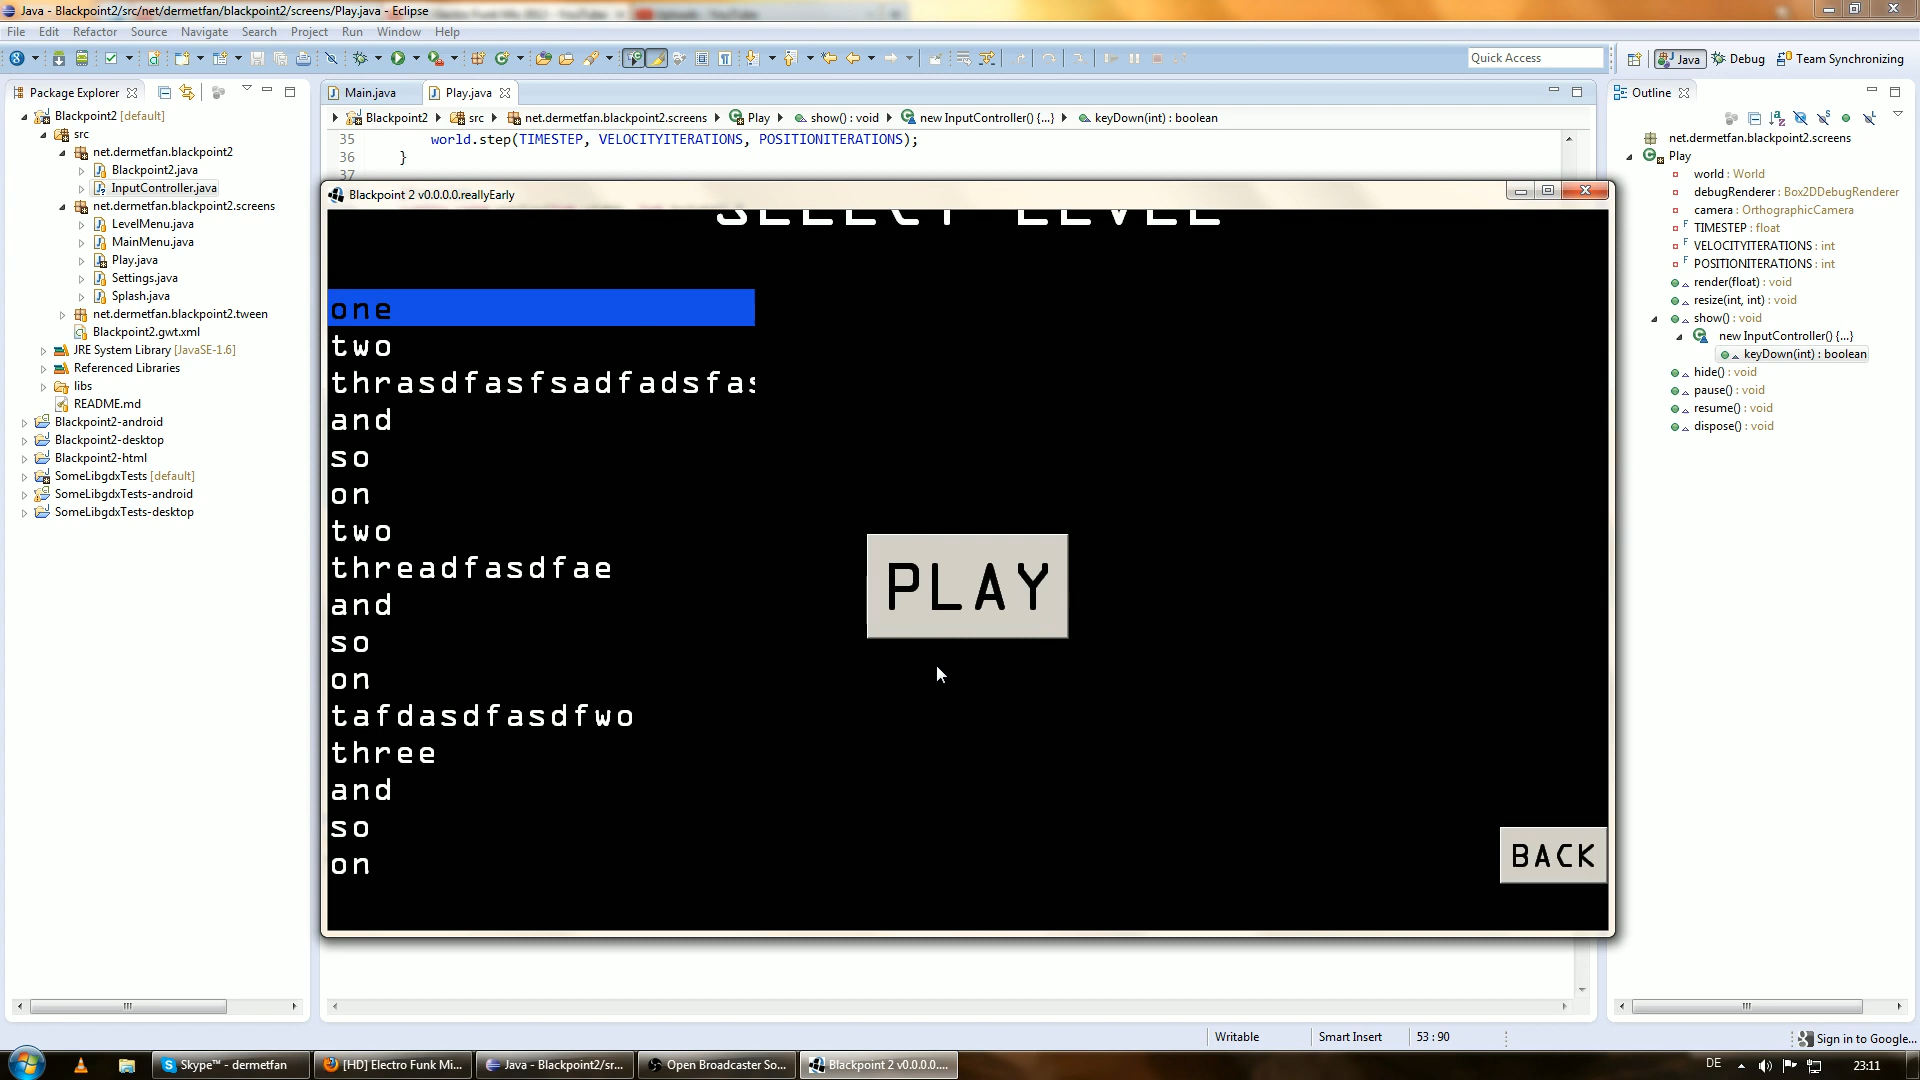 Java - Blackpoint2/src/net/dermetfan/blackpoint2/screens/Play.java - Eclipse
File Edit Refactor Source Navigate Search Project Run Window Help
Quick Access
Java Debug Team Synchronizing
Package Explorer
Blackpoint2 [default]
src
net.dermetfan.blackpoint2
Blackpoint2.java
InputController.java
net.dermetfan.blackpoint2.screens
LevelMenu.java
MainMenu.java
Play.java
Settings.java
Splash.java
net.dermetfan.blackpoint2.tween
Blackpoint2.gwt.xml
JRE System Library [JavaSE-1.6]
Referenced Libraries
libs
README.md
Blackpoint2-android
Blackpoint2-desktop
Blackpoint2-html
SomeLibgdxTests [default]
SomeLibgdxTests-android
SomeLibgdxTests-desktop
Main.java Play.java
Blackpoint2 src net.dermetfan.blackpoint2.screens Play show() : void new InputController() {...} keyDown(int) : boolean
35 world.step(TIMESTEP, VELOCITYITERATIONS, POSITIONITERATIONS);
36 }
37
Blackpoint 2 v0.0.0.0.reallyEarly
SELECT LEVEL
one
two
thrasdfasfsadfadsfas
and
so
on
two
threadfasdfae
and
so
on
tafdasdfasdfwo
three
and
so
on
PLAY
BACK
Outline
net.dermetfan.blackpoint2.screens
Play
world : World
debugRenderer : Box2DDebugRenderer
camera : OrthographicCamera
TIMESTEP : float
VELOCITYITERATIONS : int
POSITIONITERATIONS : int
render(float) : void
resize(int, int) : void
show() : void
new InputController() {...}
keyDown(int) : boolean
hide() : void
pause() : void
resume() : void
dispose() : void
Writable Smart Insert 53 : 90
Sign in to Google...
Skype™ - dermetfan
[HD] Electro Funk Mi...
Java - Blackpoint2/sr...
Open Broadcaster So...
Blackpoint 2 v0.0.0.0....
DE
23:11